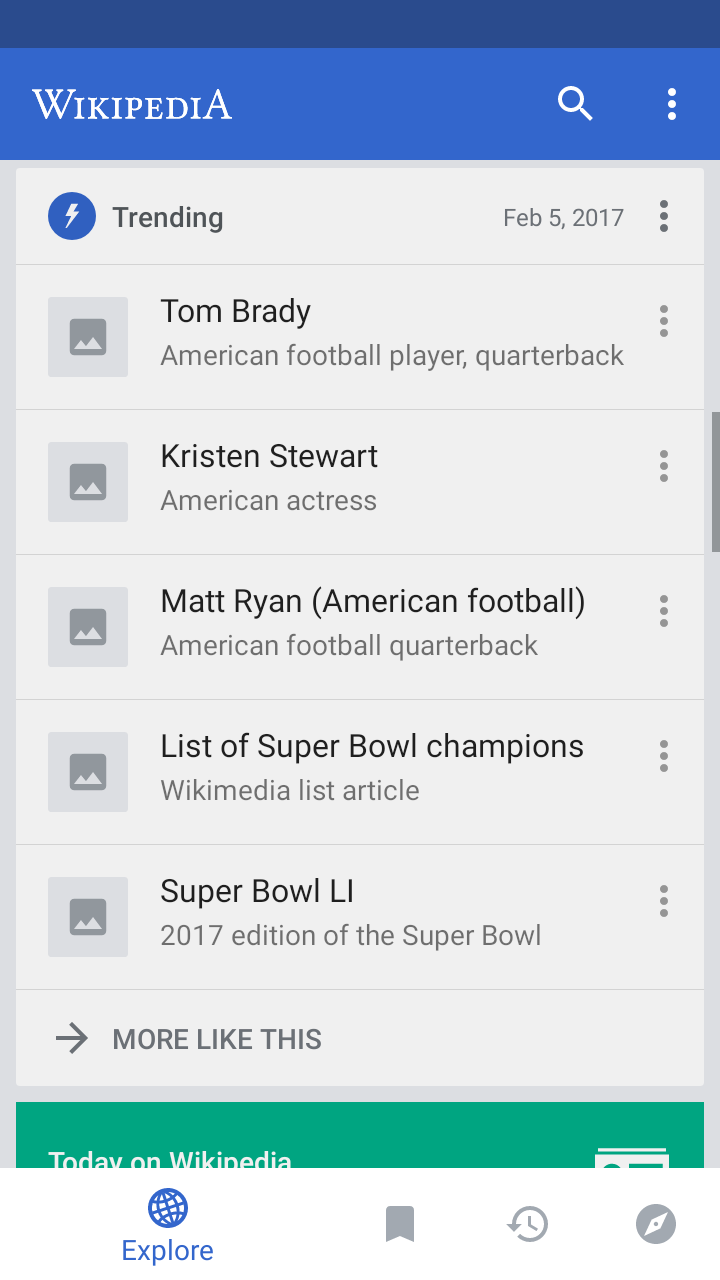 WIKIPEDIA
Trending
Feb 5, 2017
Tom Brady
American football player, quarterback
Kristen Stewart
American actress
Matt Ryan (American football)
American football quarterback
List of Super Bowl champions
Wikimedia list article
Super Bowl LI
2017 edition of the Super Bowl
MORE LIKE THIS
Today on Wikipedia
Explore